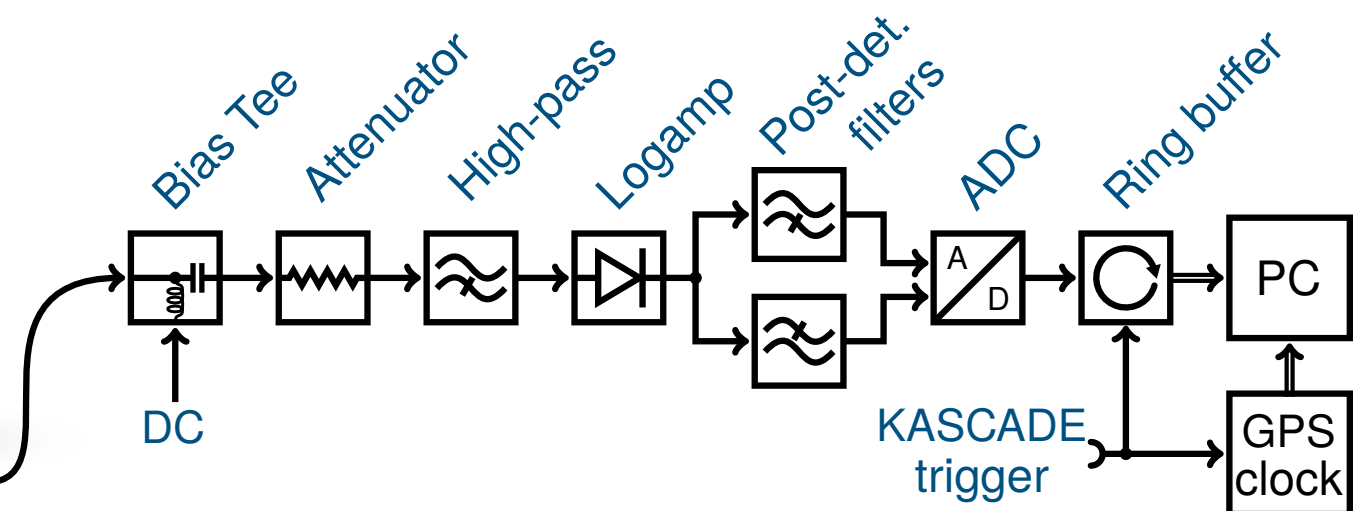 Bias Tee
Attenuator
High-pass
Logamp
Post-det.
filters
ADC
Ring buffer
A
D
PC
DC
KASCADE
trigger
GPS
clock